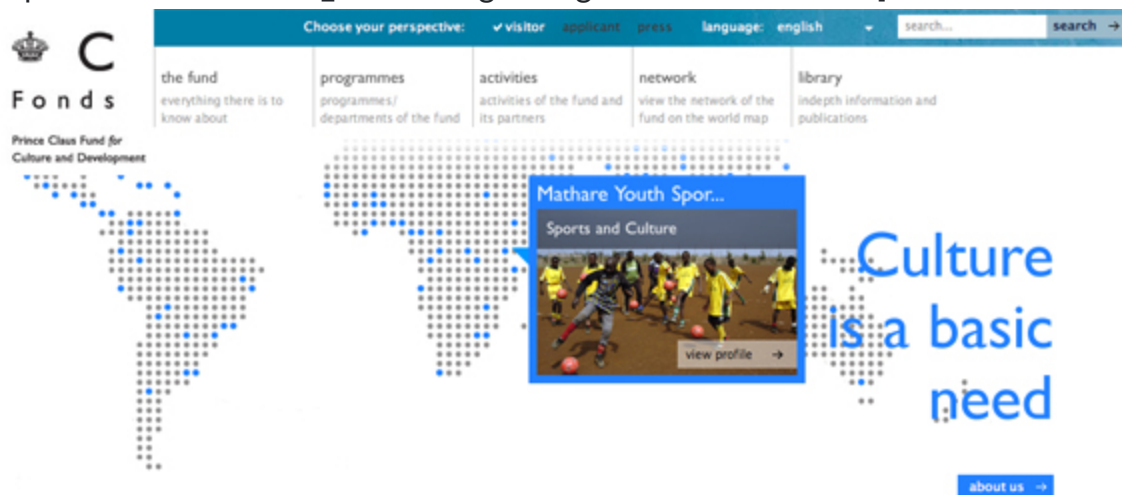 Choose your perspective: ✔ visitor applicant press language: english search... search →
C
Fonds
Prince Claus Fund for
Culture and Development
the fund
everything there is to
know about
programmes
programmes/
departments of the fund
activities
activities of the fund and
its partners
network
view the network of the
fund on the world map
library
indepth information and
publications
Mathare Youth Spor...
Sports and Culture
view profile →
Culture
is a basic
need
about us →